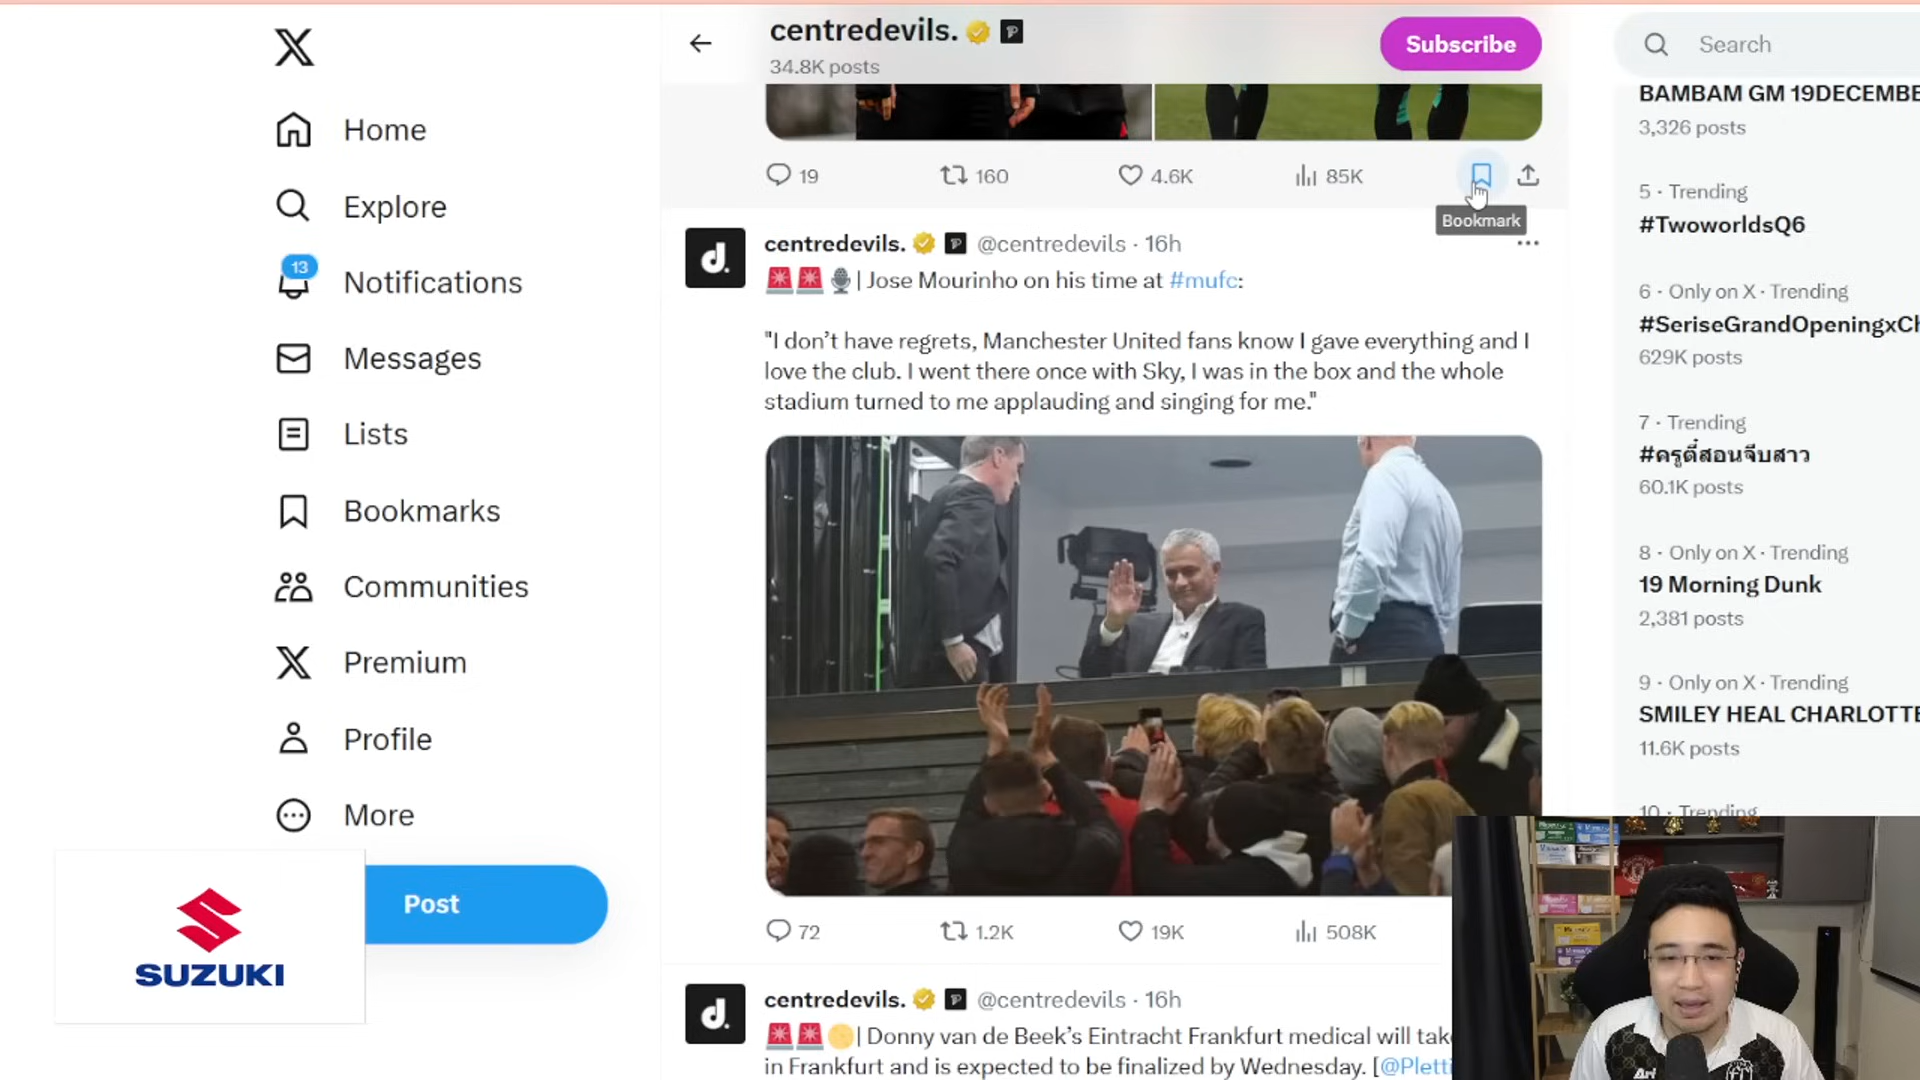 centredevils.
34.8K posts
Subscribe
Search
Home
Explore
13
Notifications
Messages
Lists
Bookmarks
Communities
Premium
Profile
More
Post
SUZUKI
19
160
4.6K
85K
Bookmark
centredevils. @centredevils · 16h
| Jose Mourinho on his time at #mufc:
"I don’t have regrets, Manchester United fans know I gave everything and I
love the club. I went there once with Sky, I was in the box and the whole
stadium turned to me applauding and singing for me."
72
1.2K
19K
508K
centredevils. @centredevils · 16h
| Donny van de Beek’s Eintracht Frankfurt medical will take
in Frankfurt and is expected to be finalized by Wednesday. [@Pletti
BAMBAM GM 19DECEMBE
3,326 posts
5 · Trending
#TwoworldsQ6
6 · Only on X · Trending
#SeriseGrandOpeningxCh
629K posts
7 · Trending
#ครูตี๋สอนจีบสาว
60.1K posts
8 · Only on X · Trending
19 Morning Dunk
2,381 posts
9 · Only on X · Trending
SMILEY HEAL CHARLOTTE
11.6K posts
10 · Trending